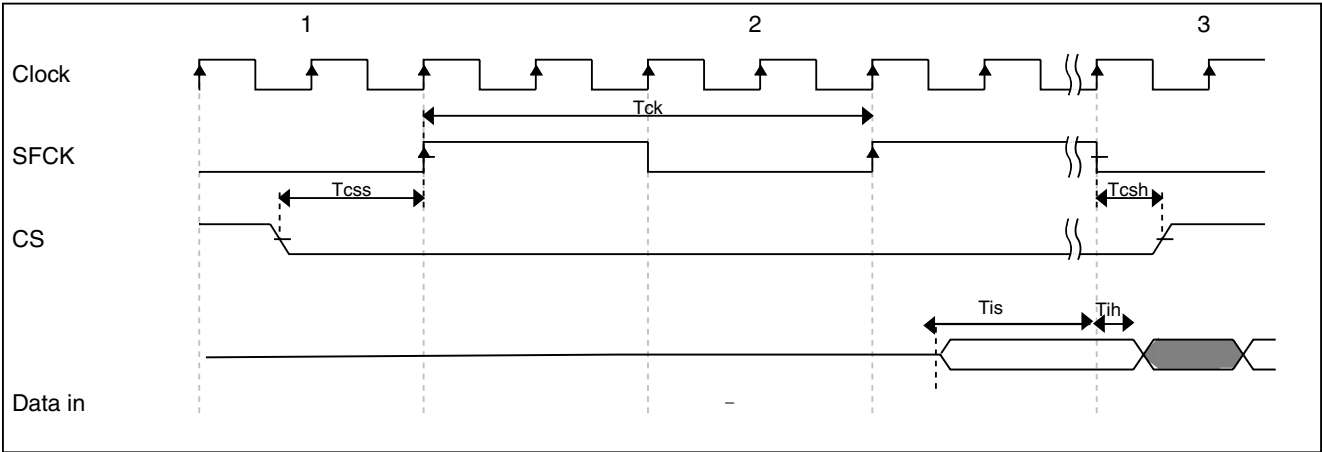 1 2 3
Clock
Tck
SFCK
Tcss Tcsh
CS
Tis Tih
Data in